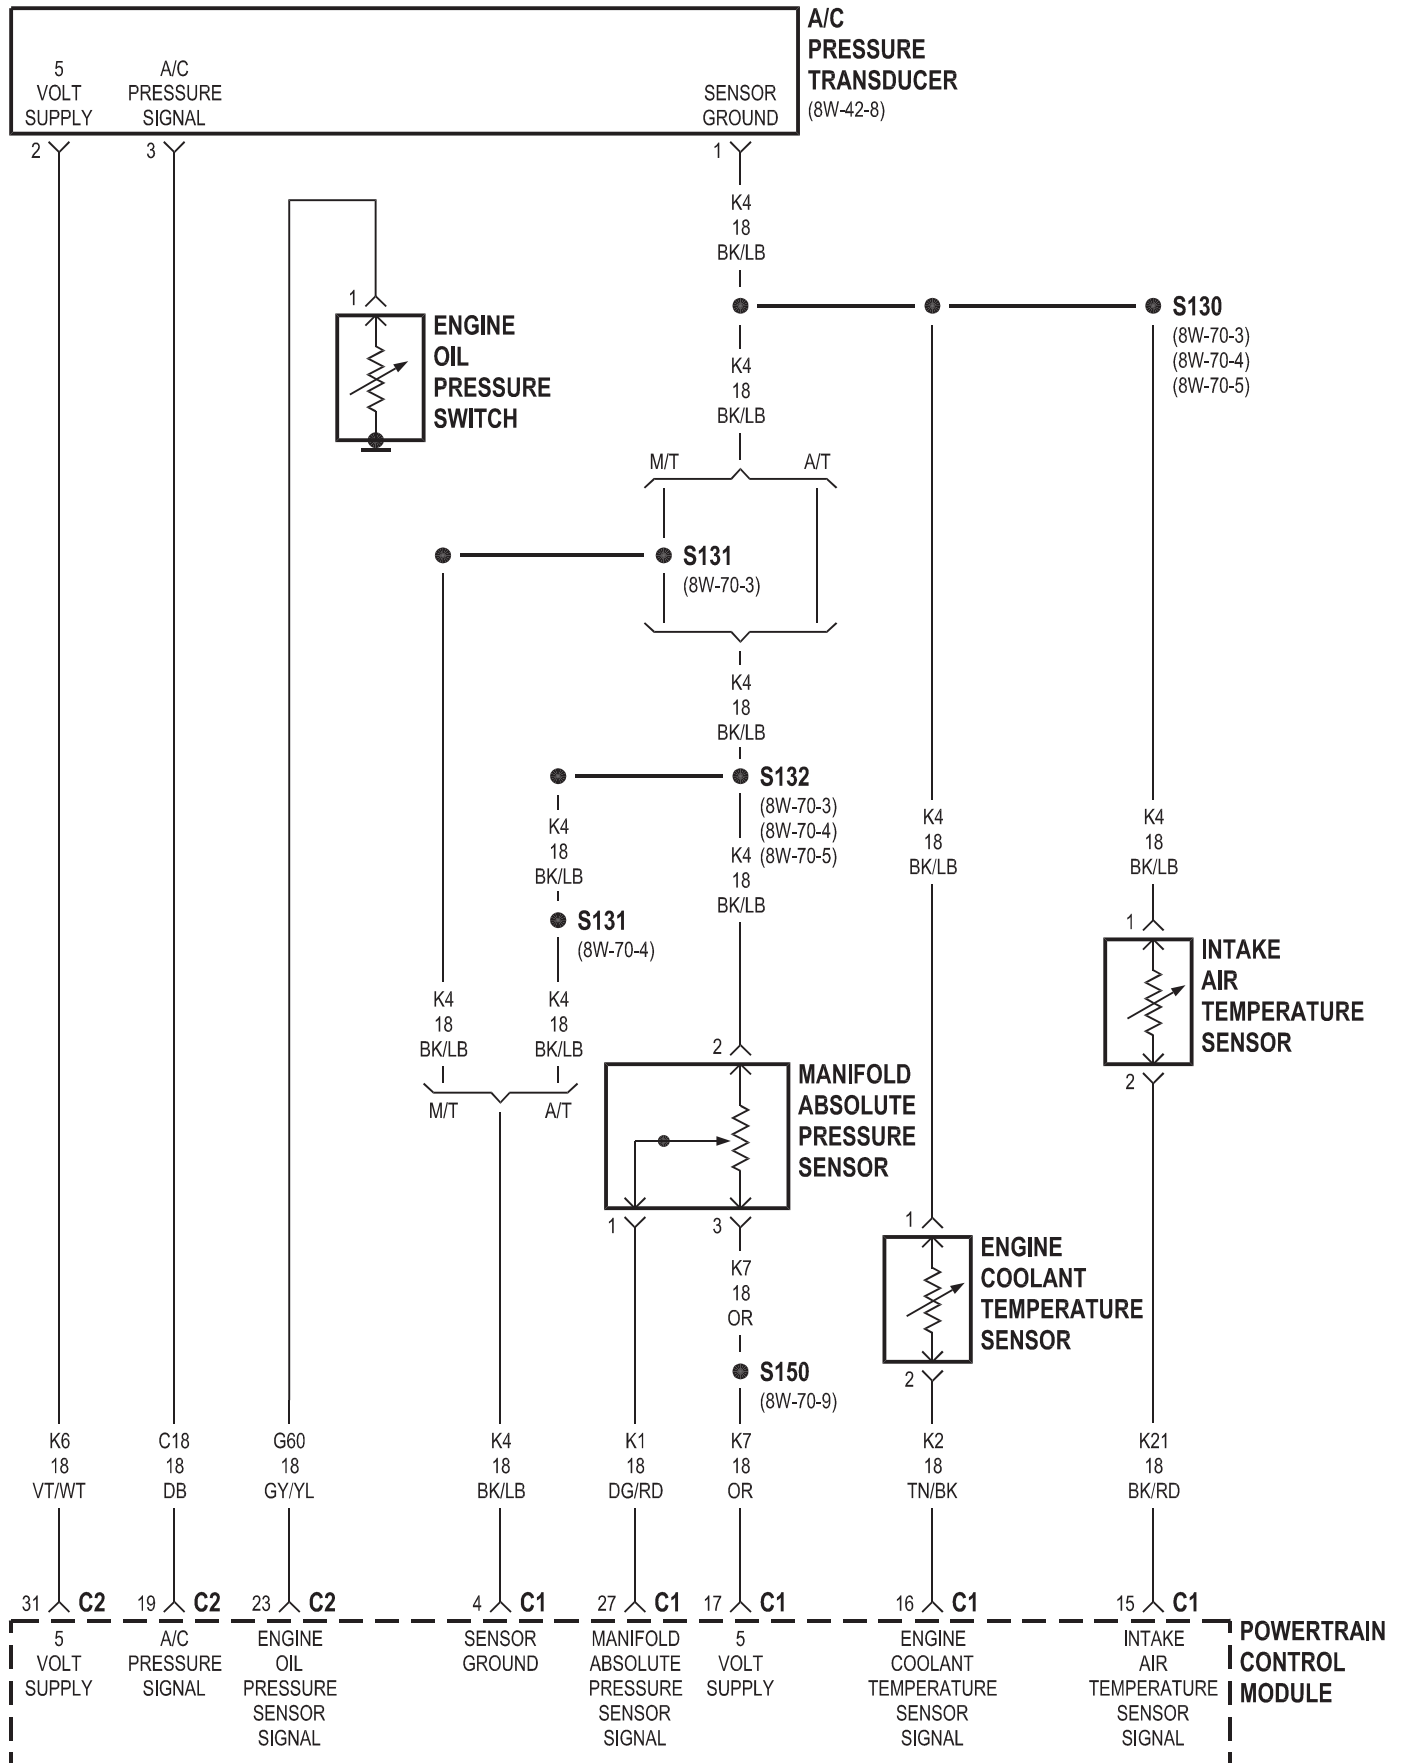 A/C
PRESSURE
TRANSDUCER
(8W-42-8)
5
VOLT
SUPPLY
A/C
PRESSURE
SIGNAL
SENSOR
GROUND
2
3
1
K4
18
BK/LB
1
ENGINE
OIL
PRESSURE
SWITCH
S130
(8W-70-3)
(8W-70-4)
(8W-70-5)
K4
18
BK/LB
M/T
A/T
S131
(8W-70-3)
K4
18
BK/LB
S132
(8W-70-3)
(8W-70-4)
(8W-70-5)
K4
18
BK/LB
K4
18
BK/LB
K4
18
BK/LB
K4
18
BK/LB
S131
(8W-70-4)
1
INTAKE
AIR
TEMPERATURE
SENSOR
2
K4
18
BK/LB
K4
18
BK/LB
M/T
A/T
2
MANIFOLD
ABSOLUTE
PRESSURE
SENSOR
1
3
K7
18
OR
1
ENGINE
COOLANT
TEMPERATURE
SENSOR
2
S150
(8W-70-9)
K6
18
VT/WT
C18
18
DB
G60
18
GY/YL
K4
18
BK/LB
K1
18
DG/RD
K7
18
OR
K2
18
TN/BK
K21
18
BK/RD
31 C2
19 C2
23 C2
4 C1
27 C1
17 C1
16 C1
15 C1
5
VOLT
SUPPLY
A/C
PRESSURE
SIGNAL
ENGINE
OIL
PRESSURE
SENSOR
SIGNAL
SENSOR
GROUND
MANIFOLD
ABSOLUTE
PRESSURE
SENSOR
SIGNAL
5
VOLT
SUPPLY
ENGINE
COOLANT
TEMPERATURE
SENSOR
SIGNAL
INTAKE
AIR
TEMPERATURE
SENSOR
SIGNAL
POWERTRAIN
CONTROL
MODULE